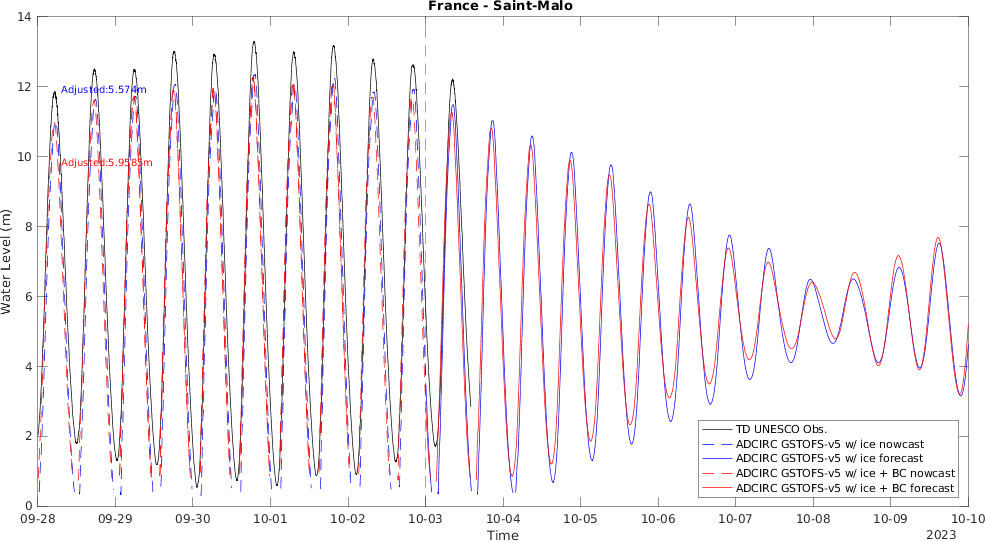 France - Saint-Malo
14
12
10
8
6
4
2
0
Water Level (m)
Adjusted:5.574m
Adjusted:5.9585m
TD UNESCO Obs.
ADCIRC GSTOFS-v5 w/ ice nowcast
ADCIRC GSTOFS-v5 w/ ice forecast
ADCIRC GSTOFS-v5 w/ ice + BC nowcast
ADCIRC GSTOFS-v5 w/ ice + BC forecast
09-28 09-29 09-30 10-01 10-02 10-03 10-04 10-05 10-06 10-07 10-08 10-09 10-10
Time
2023